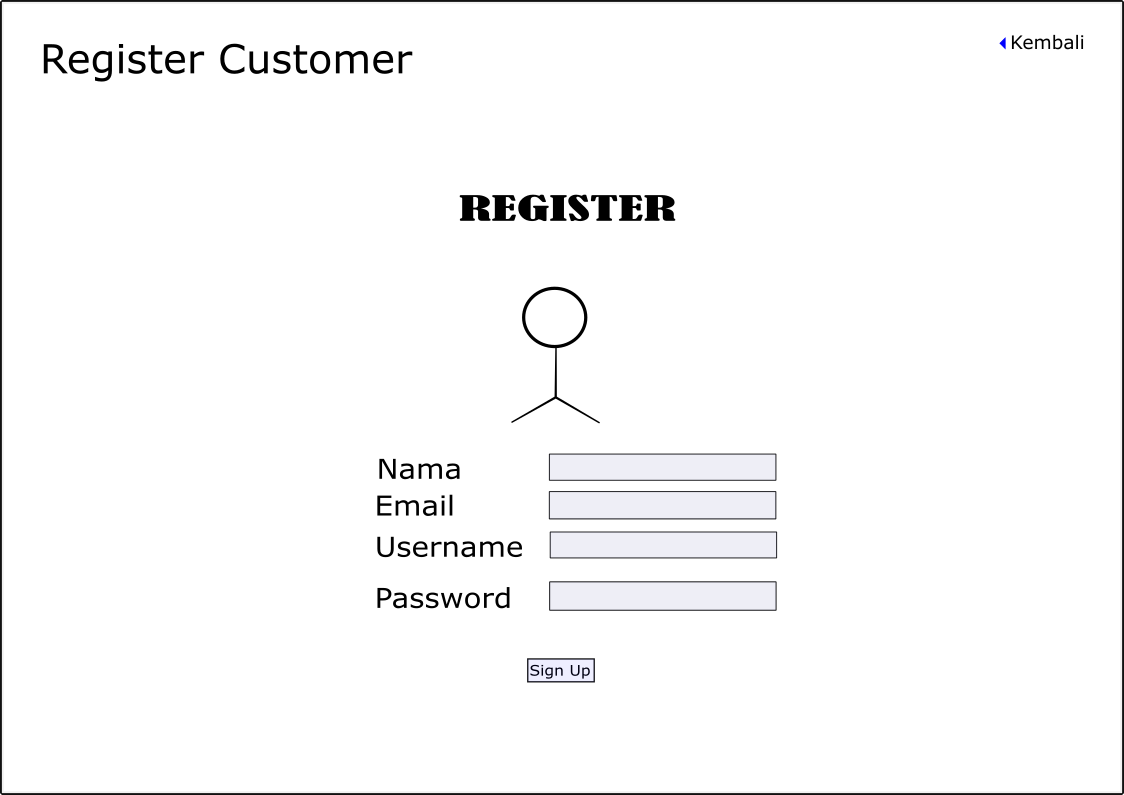 Register Customer
Kembali
REGISTER
Nama
Email
Username
Password
Sign Up